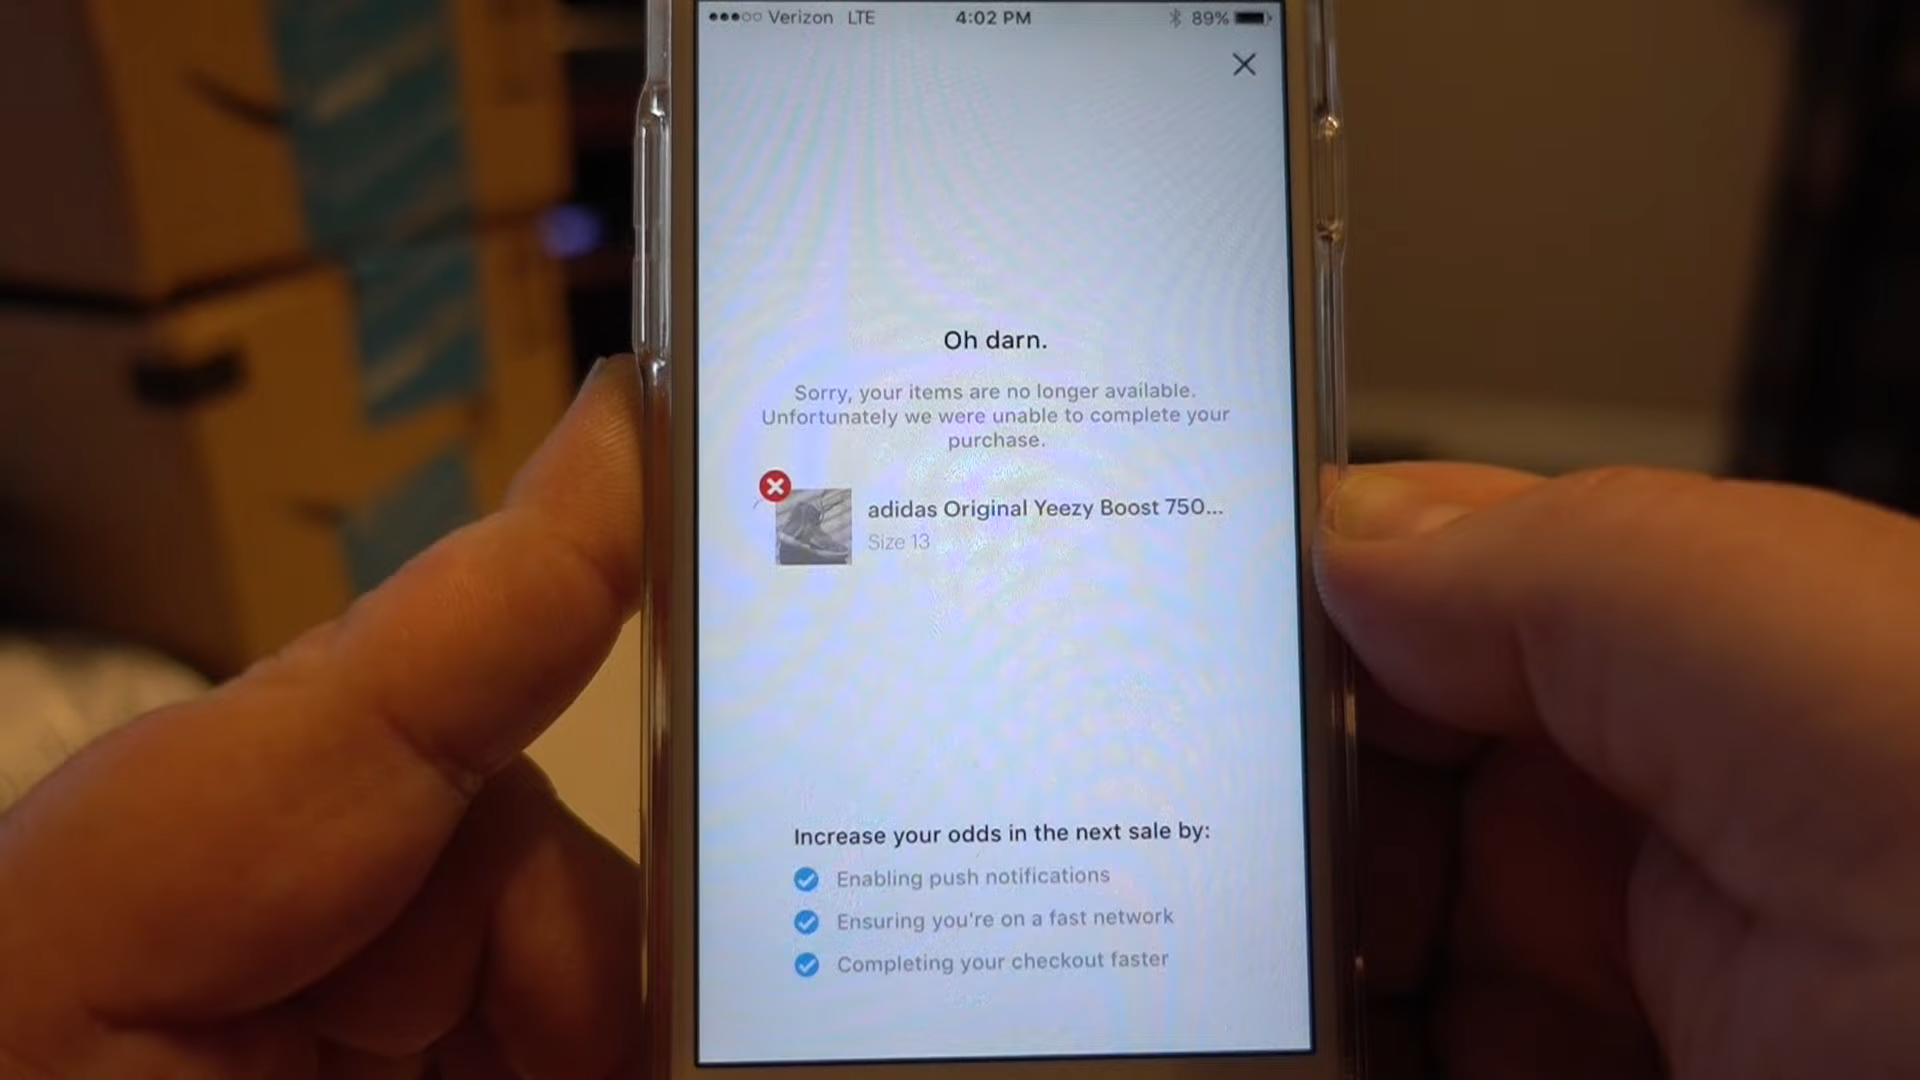 Verizon LTE 4:02 PM 89%
Oh darn.
Sorry, your items are no longer available.
Unfortunately we were unable to complete your
purchase.
adidas Original Yeezy Boost 750...
Size 13
Increase your odds in the next sale by:
Enabling push notifications
Ensuring you're on a fast network
Completing your checkout faster